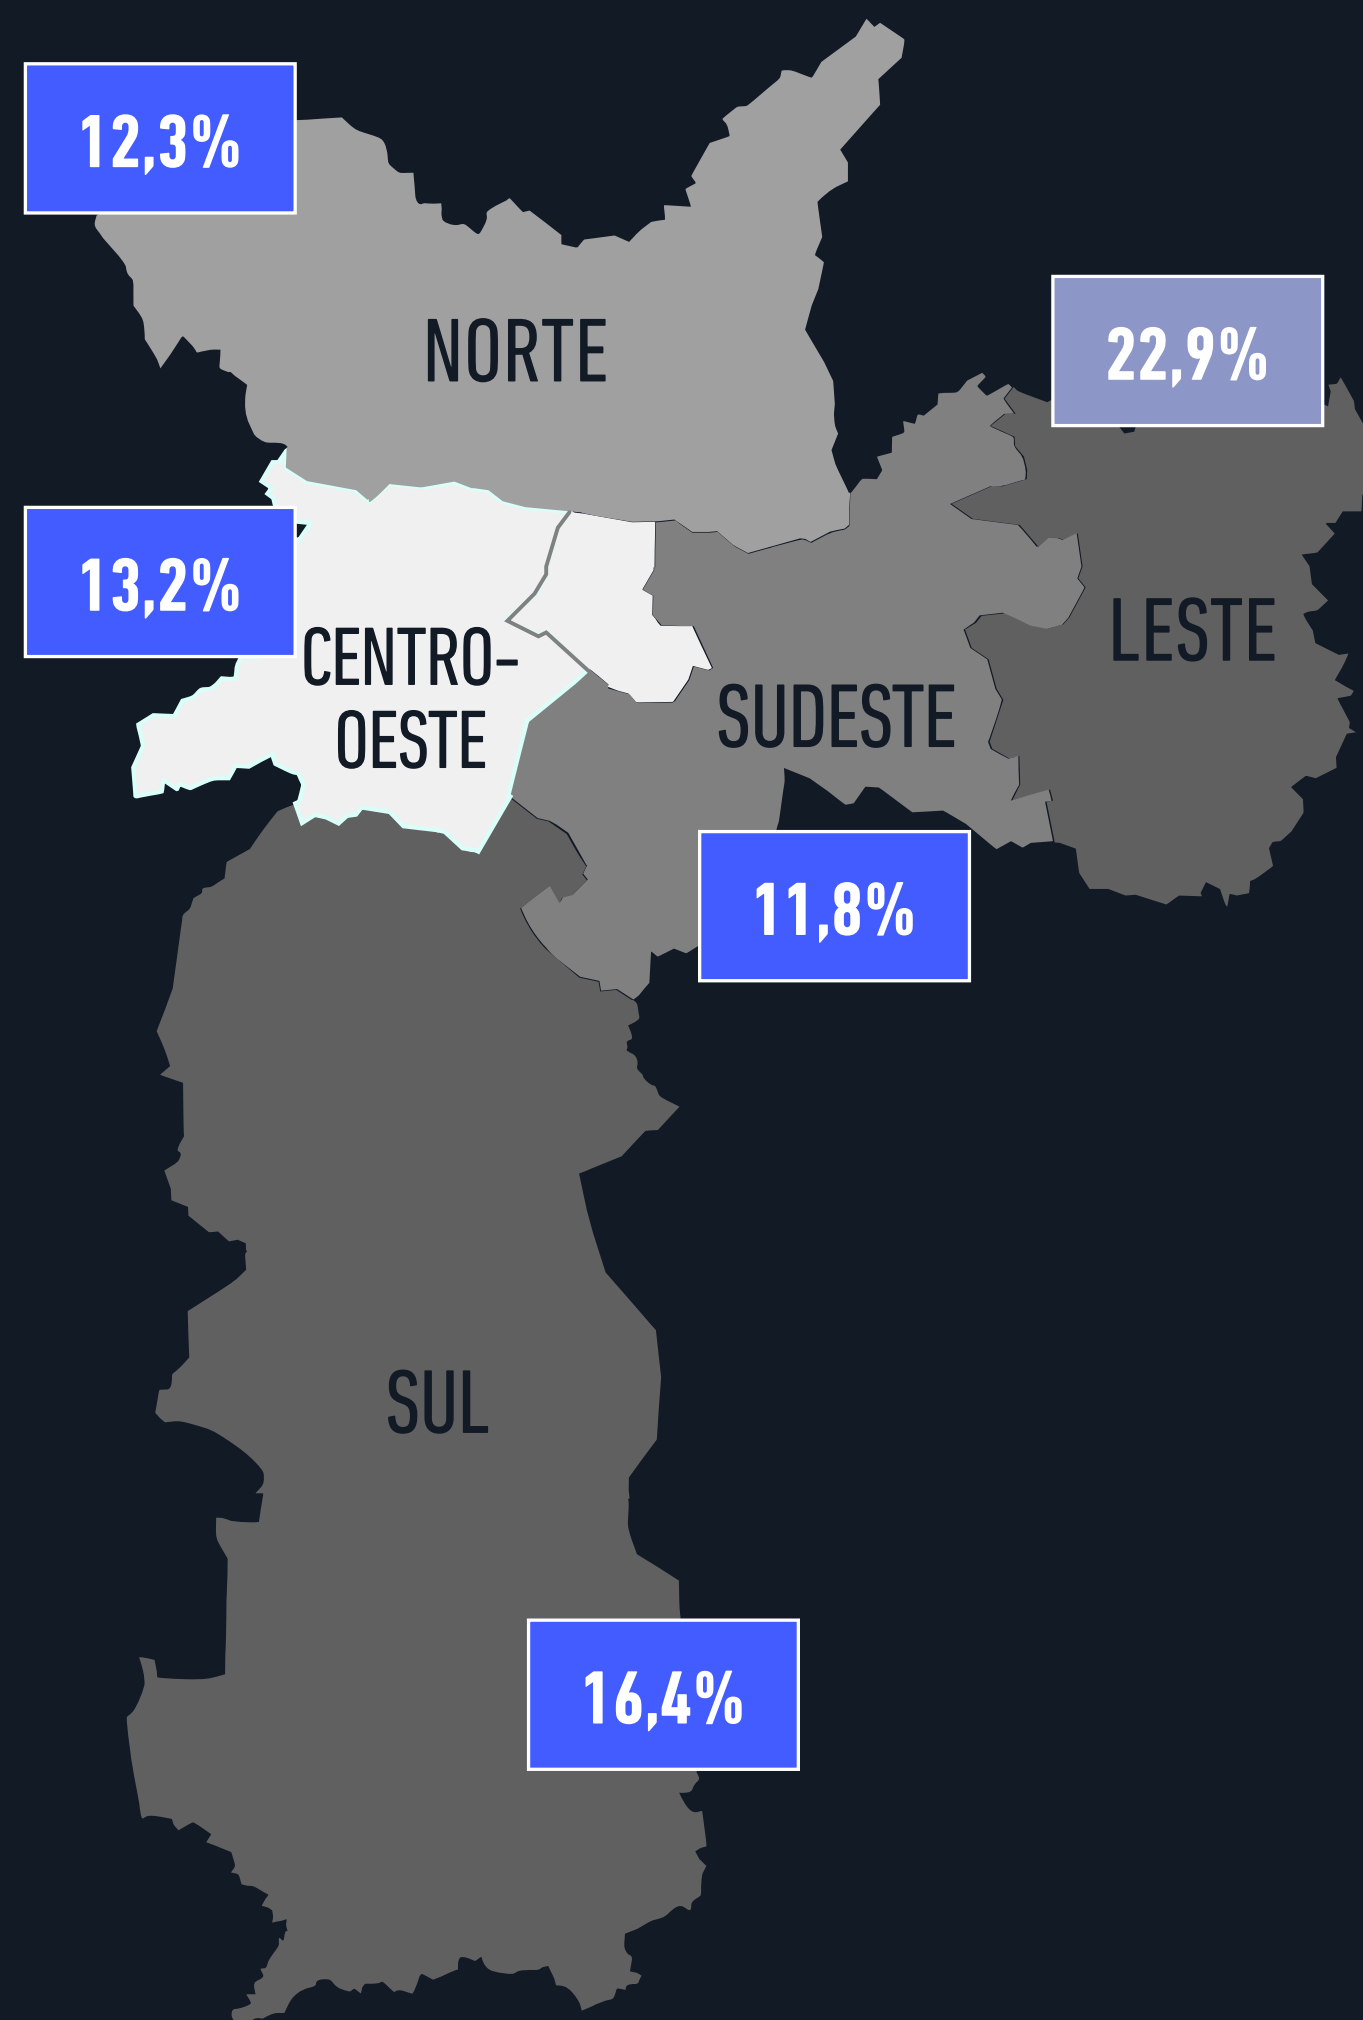 12,3%
NORTE
22,9%
13,2%
CENTRO-
OESTE
LESTE
SUDESTE
11,8%
SUL
16,4%